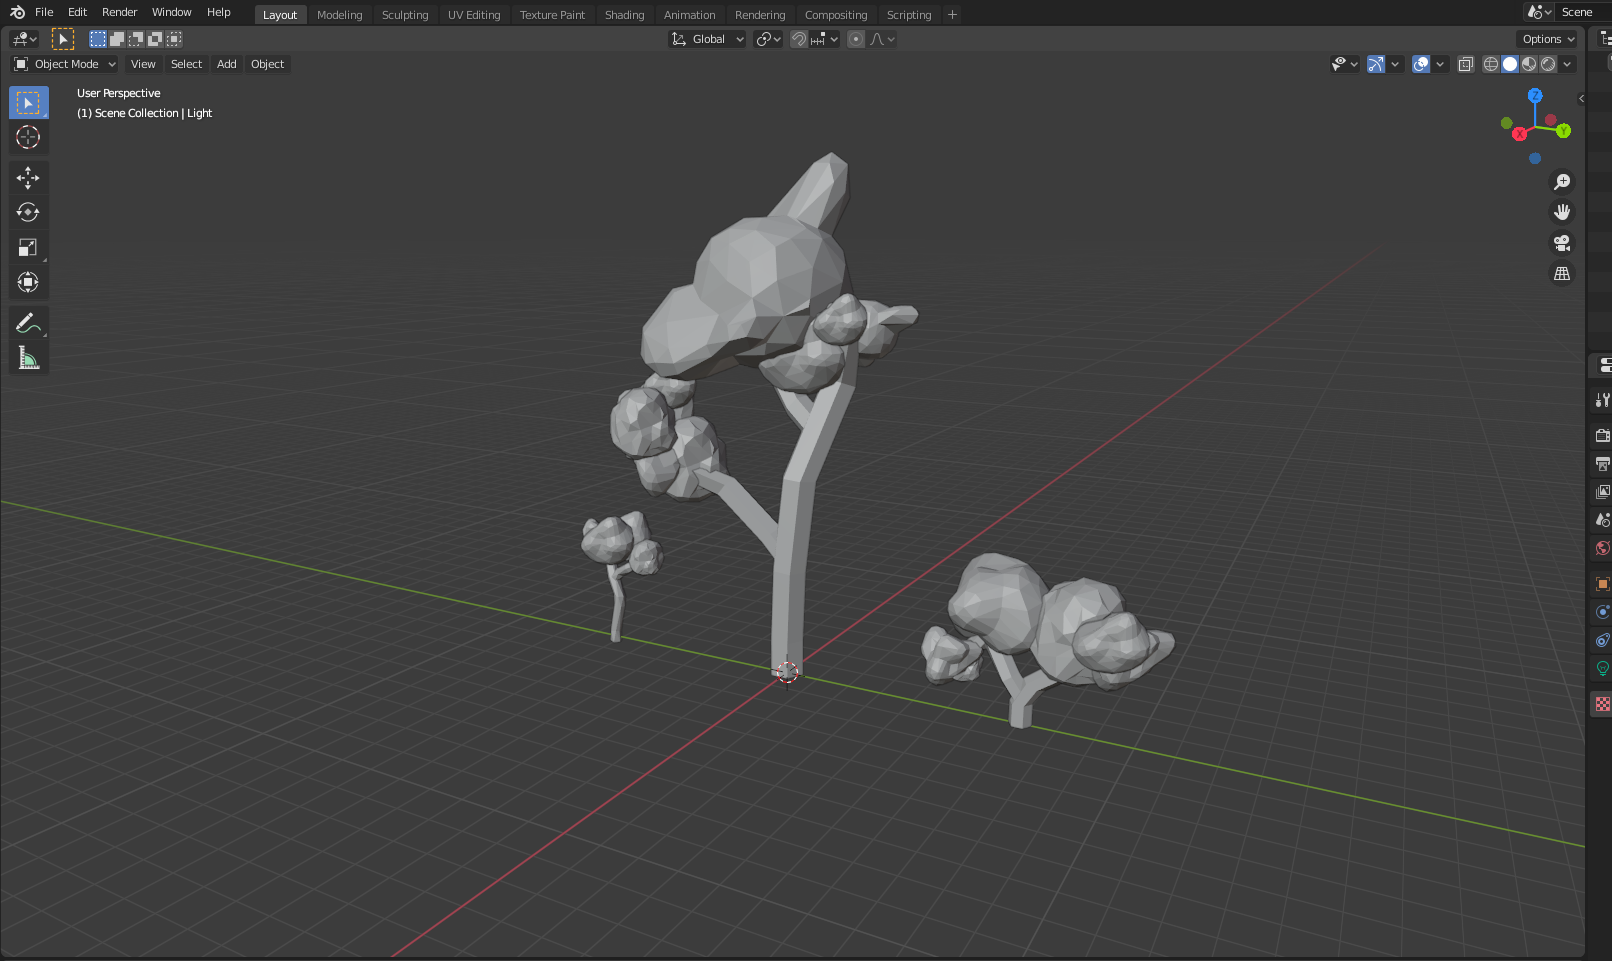 File Edit Render Window Help Layout Modeling Sculpting UV Editing Texture Paint Shading Animation Rendering Compositing Scripting + Scene
Global Options
Object Mode View Select Add Object
User Perspective
(1) Scene Collection | Light
Z
X Y